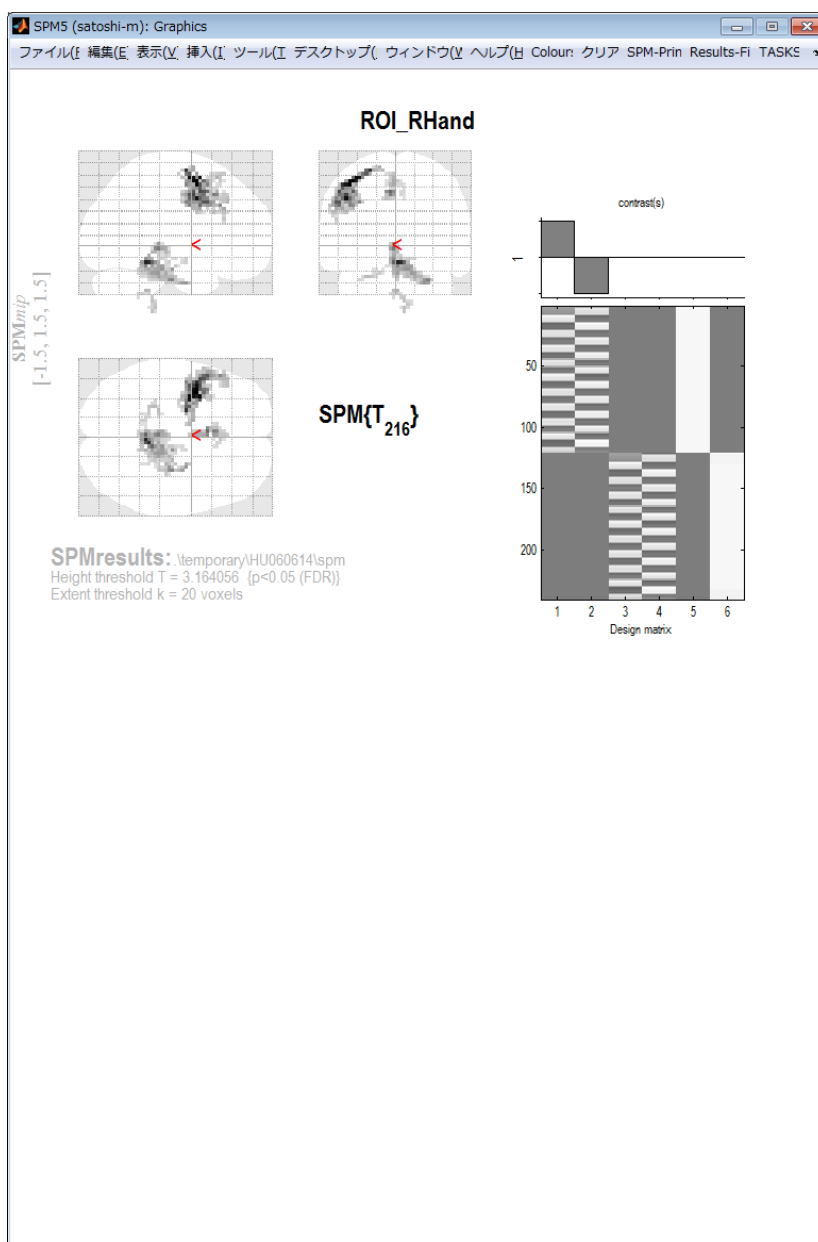 SPM5 (satoshi-m): Graphics
ファイル(F 編集(E 表示(V 挿入(I ツール(T デスクトップ( ウィンドウ(W ヘルプ(H Colour: クリア SPM-Prin Results-Fi TASKS
ROI_RHand
SPMmip
[-1.5, 1.5, 1.5]
<
<
<
SPM{T216}
SPMresults: .\temporary\HU060614\spm
Height threshold T = 3.164056 {p<0.05 (FDR)}
Extent threshold k = 20 voxels
contrast(s)
1
50
100
150
200
1 2 3 4 5 6
Design matrix